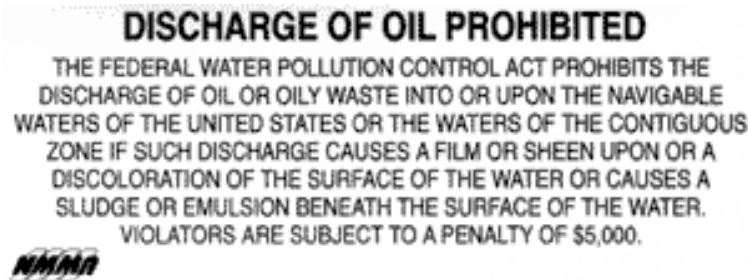 DISCHARGE OF OIL PROHIBITED
THE FEDERAL WATER POLLUTION CONTROL ACT PROHIBITS THE
DISCHARGE OF OIL OR OILY WASTE INTO OR UPON THE NAVIGABLE
WATERS OF THE UNITED STATES OR THE WATERS OF THE CONTIGUOUS
ZONE IF SUCH DISCHARGE CAUSES A FILM OR SHEEN UPON OR A
DISCOLORATION OF THE SURFACE OF THE WATER OR CAUSES A
SLUDGE OR EMULSION BENEATH THE SURFACE OF THE WATER.
VIOLATORS ARE SUBJECT TO A PENALTY OF $5,000.
NMMA